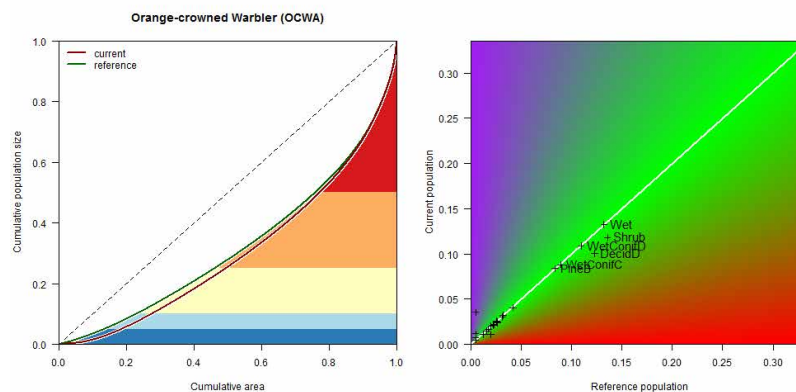 Orange-crowned Warbler (OCWA)
current
reference
Cumulative population size
1.0
0.8
0.6
0.4
0.2
0.0
0.0 0.2 0.4 0.6 0.8 1.0
Cumulative area
Current population
0.30
0.25
0.20
0.15
0.10
0.05
0.00
Wet
Shrub
WetConifD
DecidD
WetConifC
PineB
0.00 0.05 0.10 0.15 0.20 0.25 0.30
Reference population